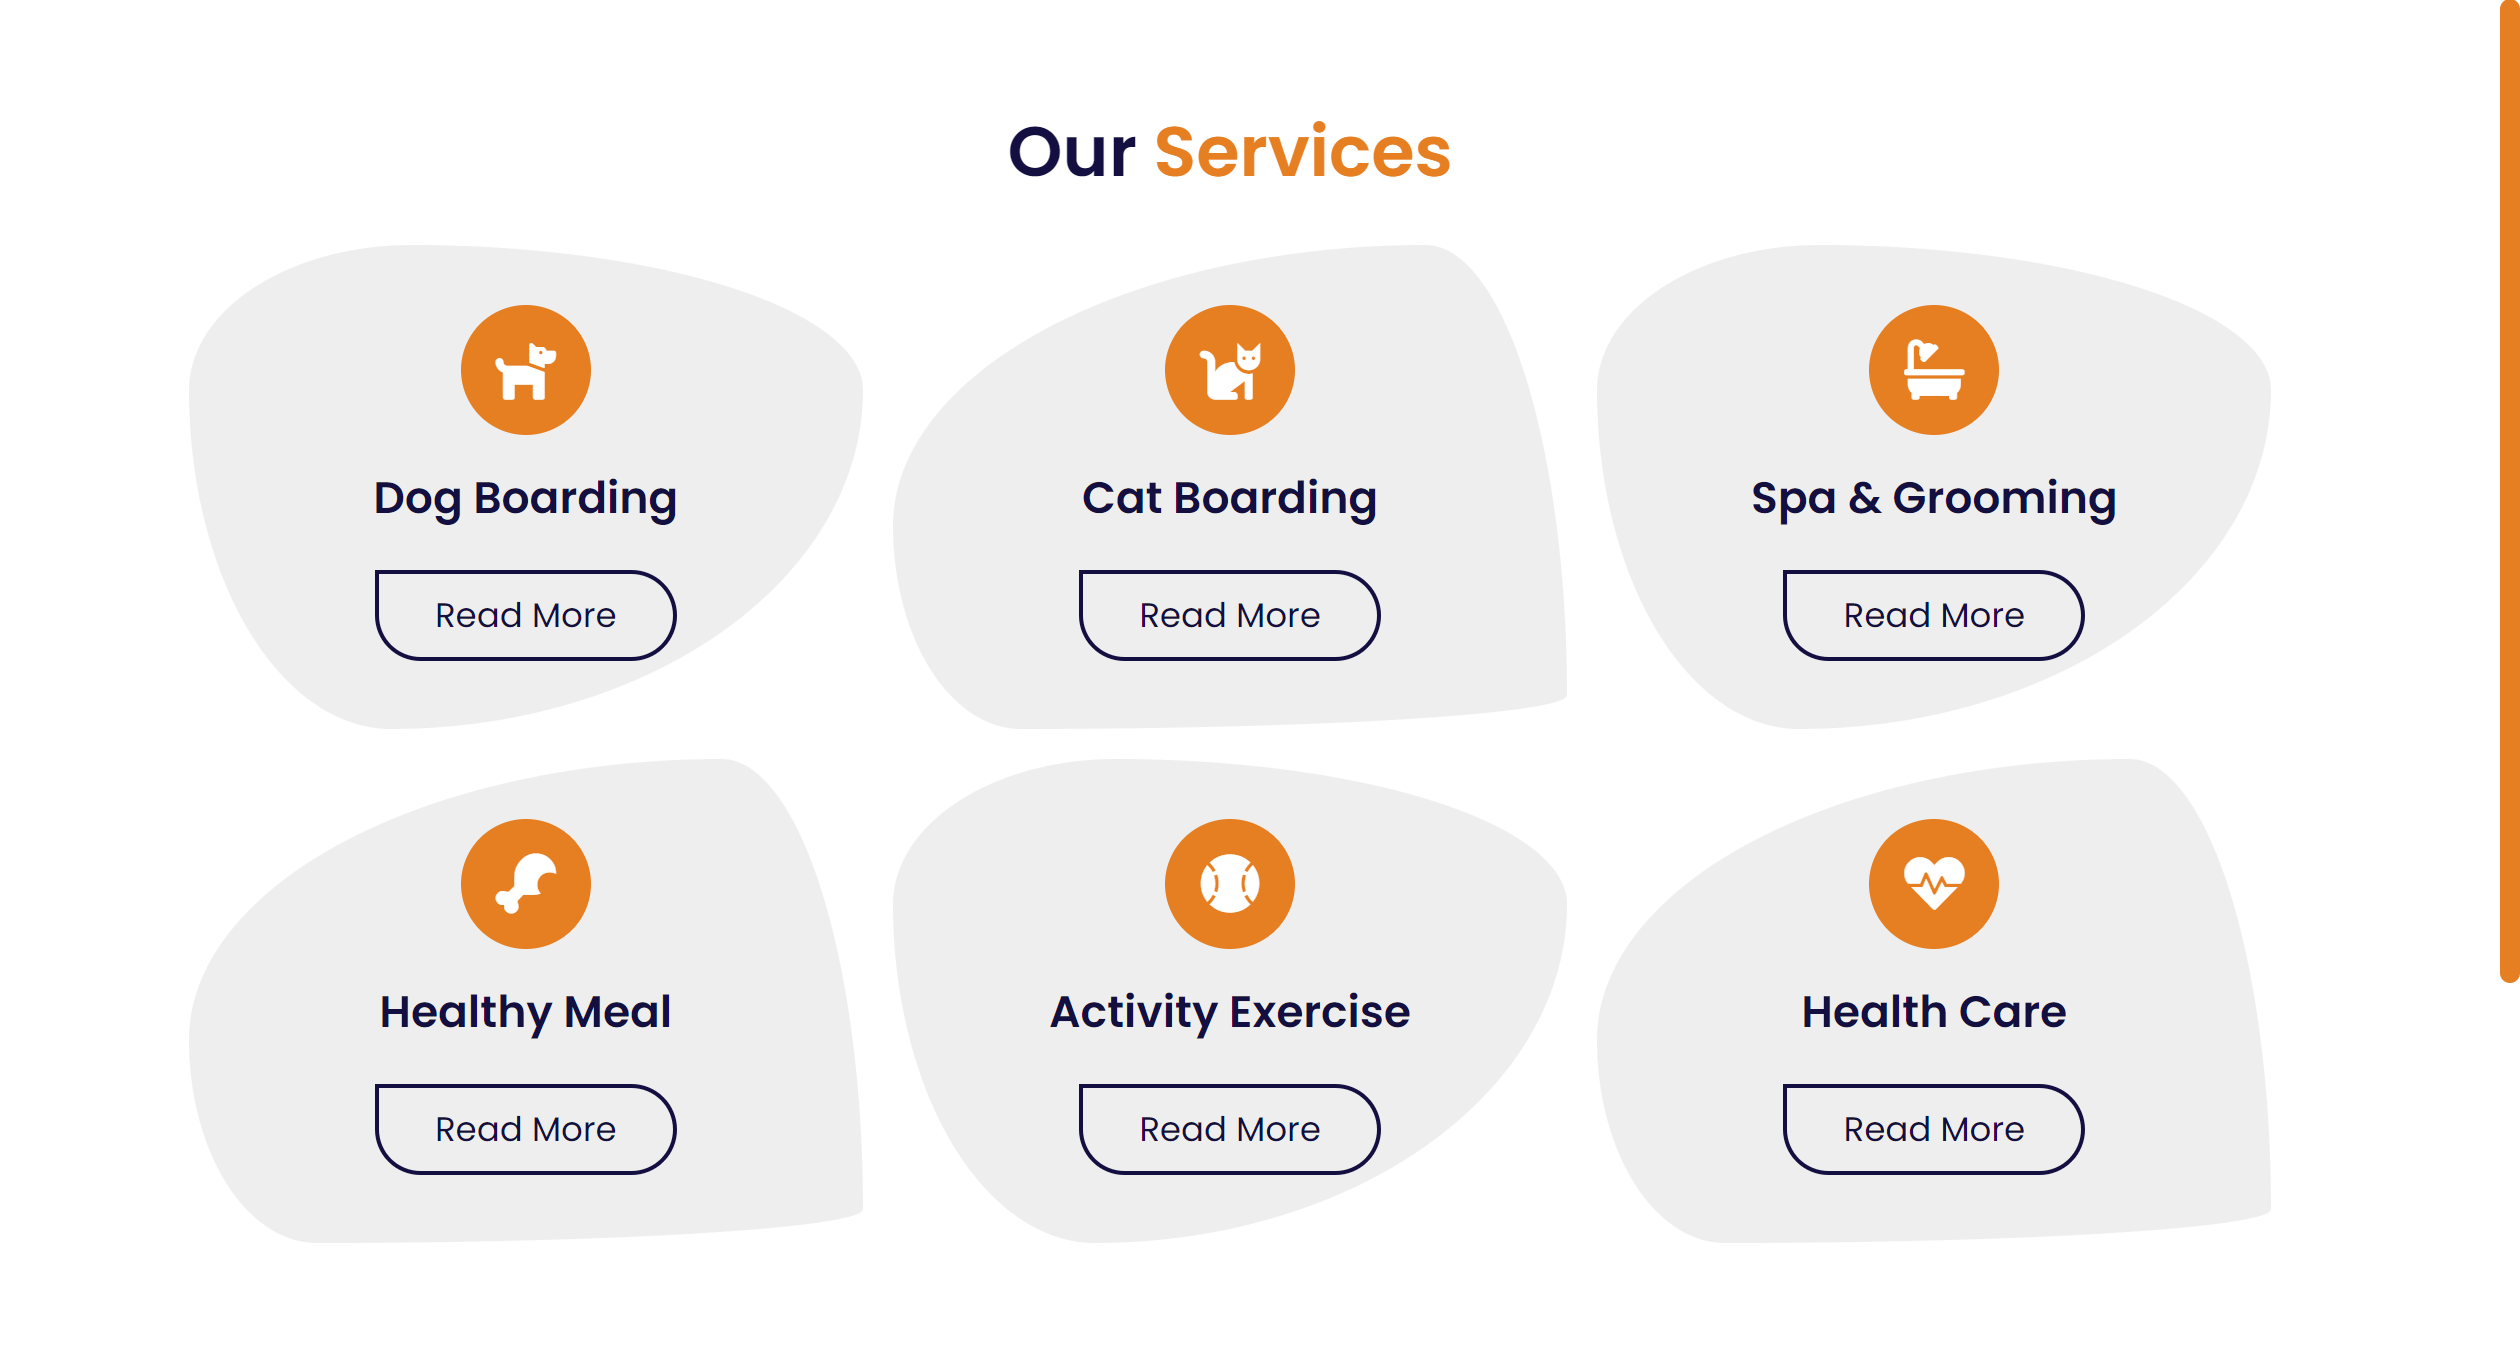 Our Services
Dog Boarding
Read More
Cat Boarding
Read More
Spa & Grooming
Read More
Healthy Meal
Read More
Activity Exercise
Read More
Health Care
Read More